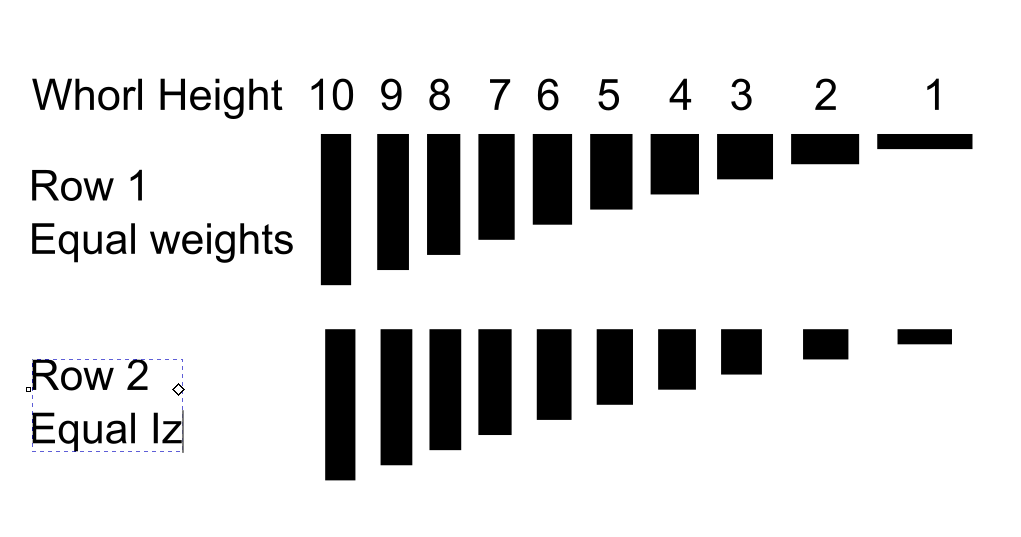 Whorl Height 10 9 8 7 6 5 4 3 2 1
Row 1
Equal weights
Row 2
Equal Iz